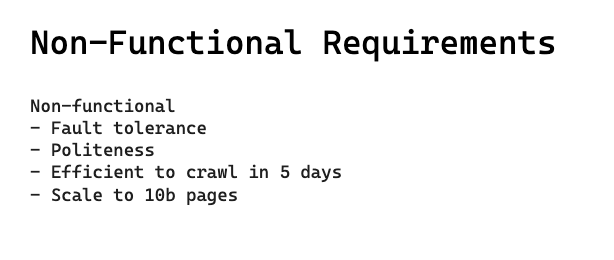 Non-Functional Requirements
Non-functional
- Fault tolerance
- Politeness
- Efficient to crawl in 5 days
- Scale to 10b pages